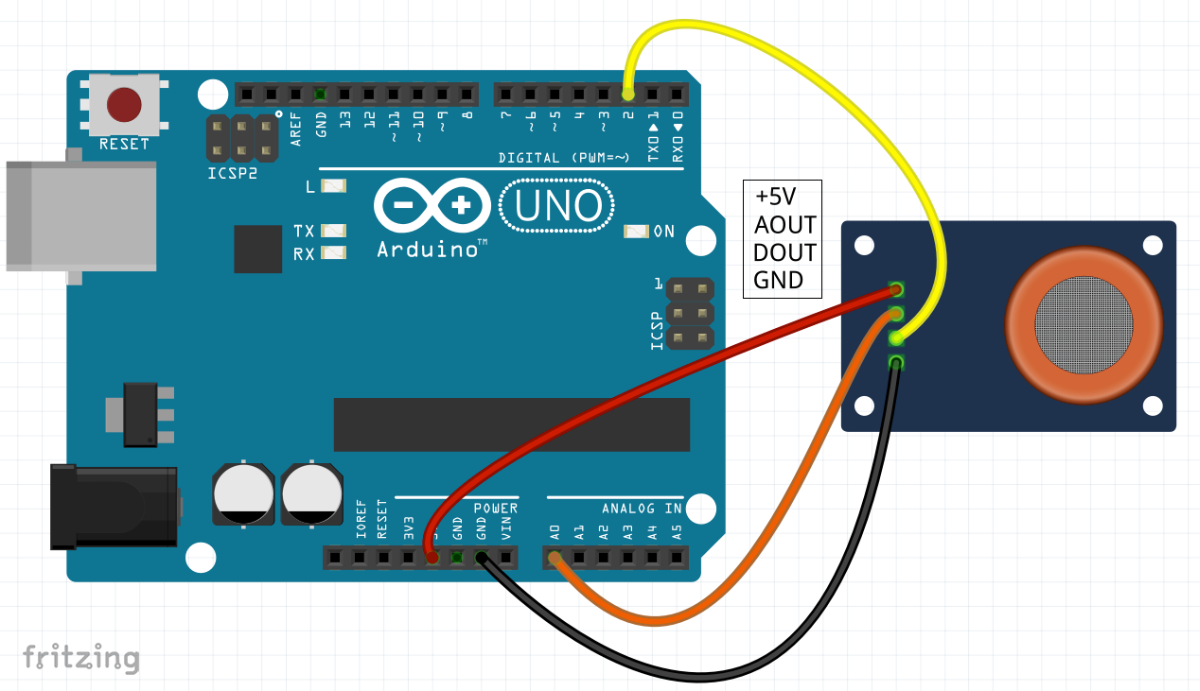 RESET
ICSP2
AREF
GND
13
12
~11
~10
~9
8
7
~6
~5
4
~3
2
TX0▶1
RX0◀0
DIGITAL (PWM=~)
L
TX
RX
UNO
Arduino™
ON
1
ICSP
+5V
AOUT
DOUT
GND
POWER
ANALOG IN
IOREF
RESET
3V3
GND
GND
VIN
A0
A1
A2
A3
A4
A5
fritzing